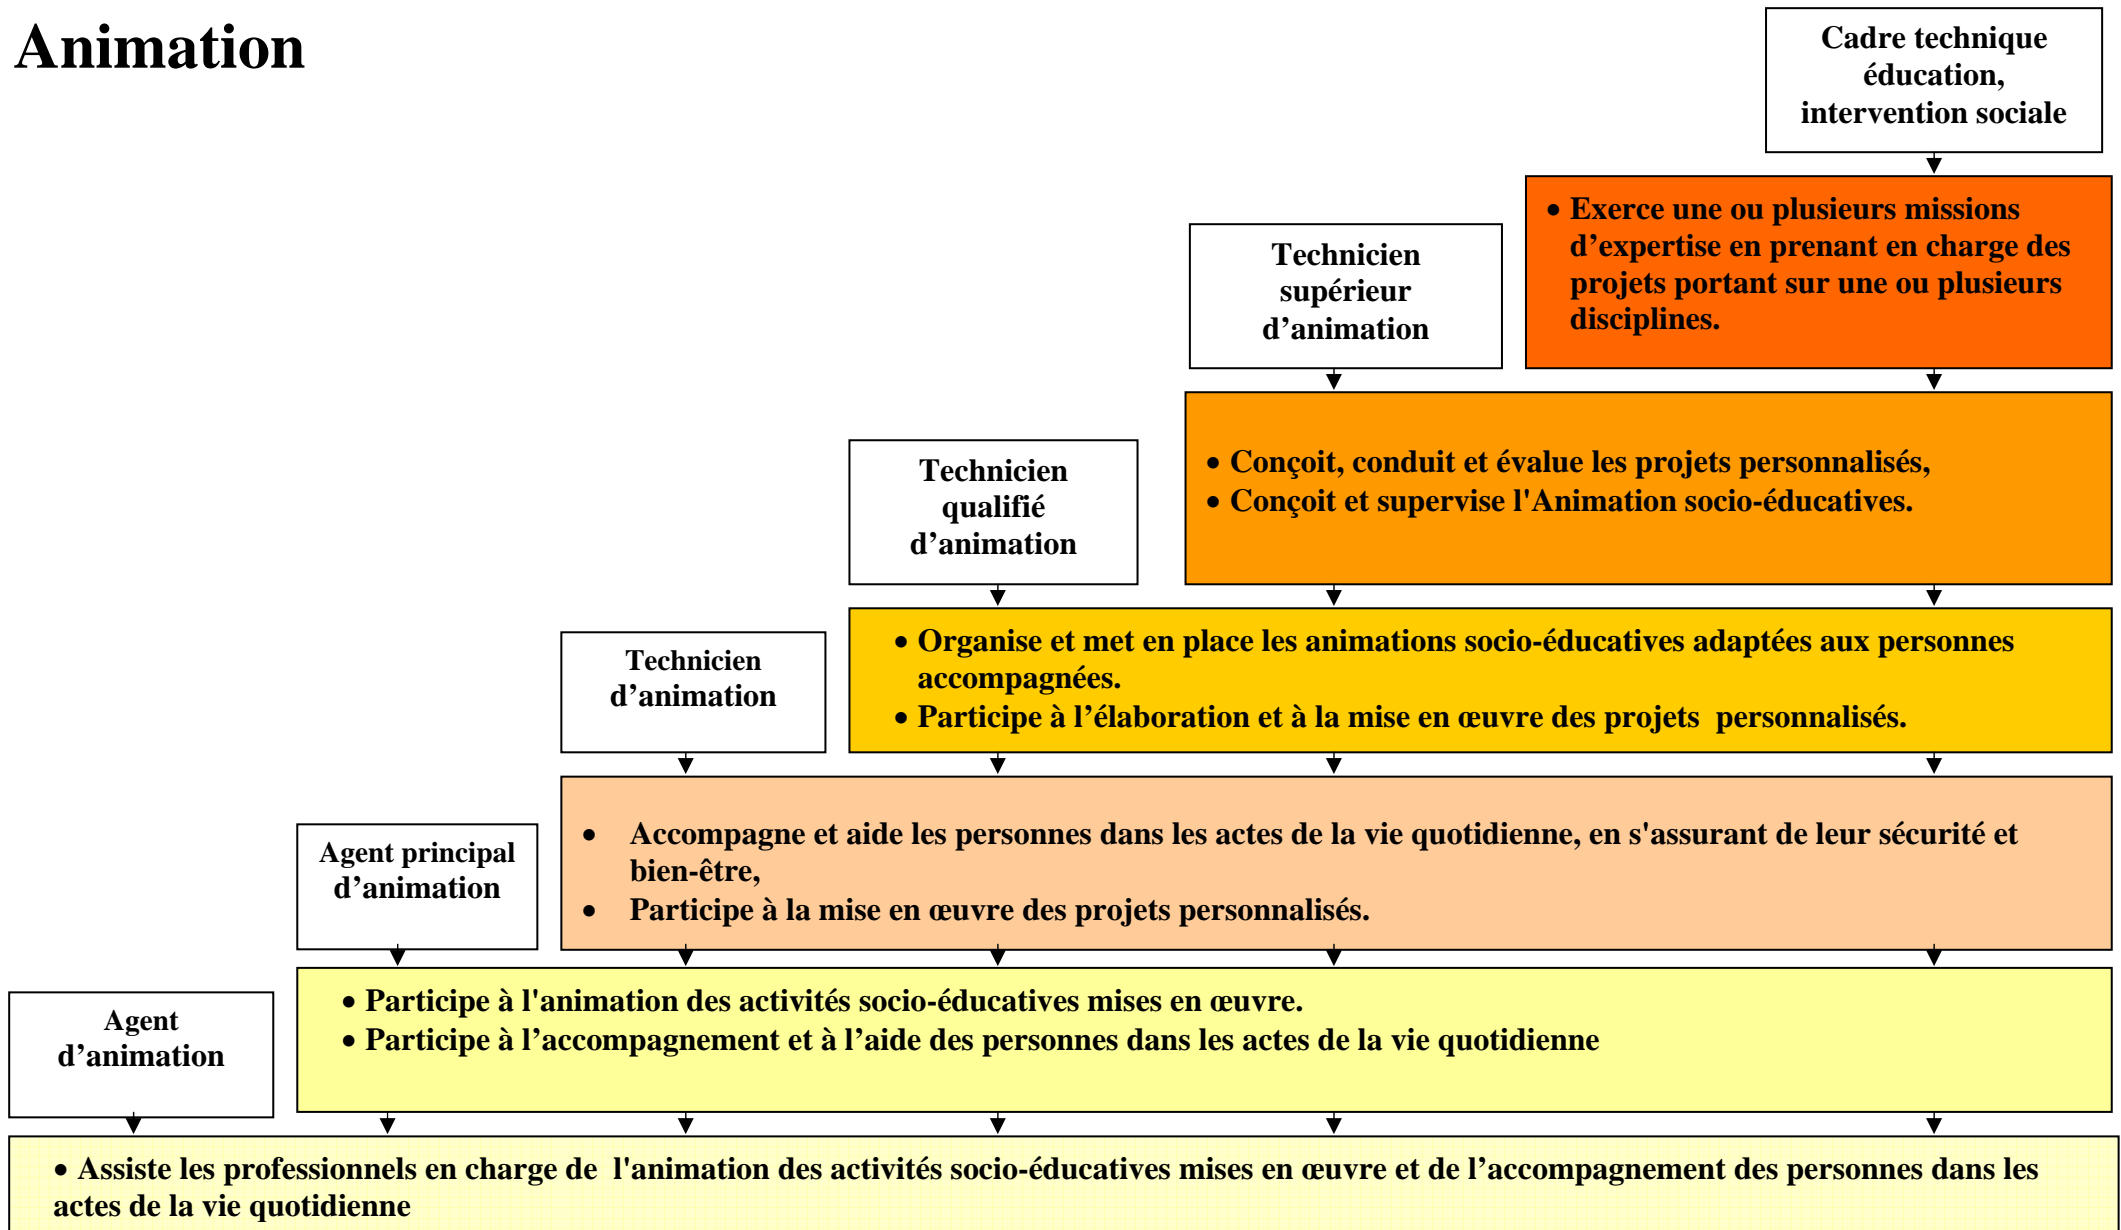 Animation
Cadre technique
éducation,
intervention sociale
• Exerce une ou plusieurs missions
d’expertise en prenant en charge des
projets portant sur une ou plusieurs
disciplines.
Technicien
supérieur
d’animation
• Conçoit, conduit et évalue les projets personnalisés,
• Conçoit et supervise l'Animation socio-éducatives.
Technicien
qualifié
d’animation
• Organise et met en place les animations socio-éducatives adaptées aux personnes
accompagnées.
• Participe à l’élaboration et à la mise en œuvre des projets  personnalisés.
Technicien
d’animation
• Accompagne et aide les personnes dans les actes de la vie quotidienne, en s'assurant de leur sécurité et
bien-être,
• Participe à la mise en œuvre des projets personnalisés.
Agent principal
d’animation
• Participe à l'animation des activités socio-éducatives mises en œuvre.
• Participe à l’accompagnement et à l’aide des personnes dans les actes de la vie quotidienne
Agent
d’animation
• Assiste les professionnels en charge de  l'animation des activités socio-éducatives mises en œuvre et de l’accompagnement des personnes dans les
actes de la vie quotidienne